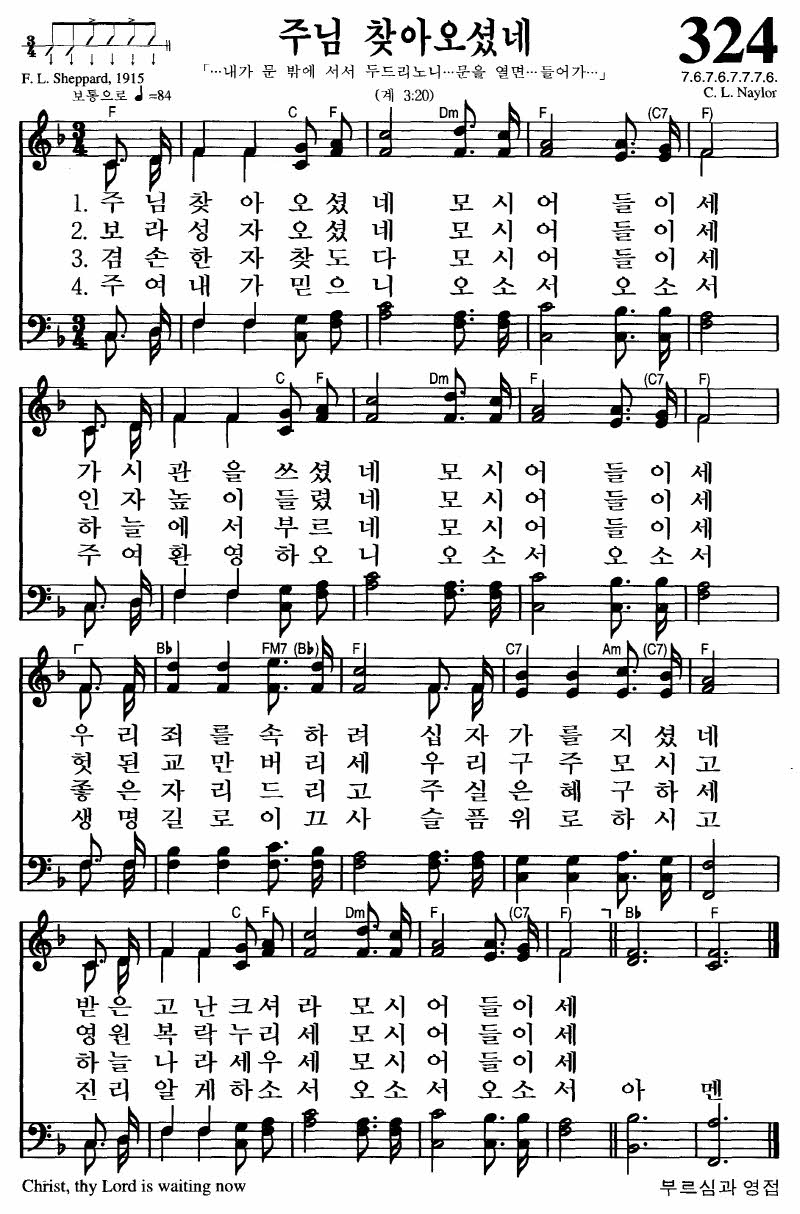 주님 찾아오셨네
324
F. L. Sheppard, 1915
「…내가 문 밖에 서서 두드리노니…문을 열면…들어가…」
7.6.7.6.7.7.7.6.
보통으로 ♩=84
(계 3:20)
C. L. Naylor
F C F Dm F (C7 F)
1. 주 님 찾 아 오 셨 네 모 시 어 들 이 세
2. 보 라 성 자 오 셨 네 모 시 어 들 이 세
3. 겸 손 한 자 찾 도 다 모 시 어 들 이 세
4. 주 여 내 가 믿 으 니 오 소 서 오 소 서
C F Dm F (C7 F)
가 시 관 을 쓰 셨 네 모 시 어 들 이 세
인 자 높 이 들 렸 네 모 시 어 들 이 세
하 늘 에 서 부 르 네 모 시 어 들 이 세
주 여 환 영 하 오 니 오 소 서 오 소 서
B♭ FM7 (B♭) F C7 Am (C7) F
우 리 죄 를 속 하 려 십 자 가 를 지 셨 네
헛 된 교 만 버 리 세 우 리 구 주 모 시 고
좋 은 자 리 드 리 고 주 실 은 혜 구 하 세
생 명 길 로 이 끄 사 슬 픔 위 로 하 시 고
C F Dm F (C7 F) B♭ F
받 은 고 난 크 셔 라 모 시 어 들 이 세
영 원 복 락 누 리 세 모 시 어 들 이 세
하 늘 나 라 세 우 세 모 시 어 들 이 세
진 리 알 게 하 소 서 오 소 서 오 소 서 아 멘
Christ, thy Lord is waiting now
부르심과 영접